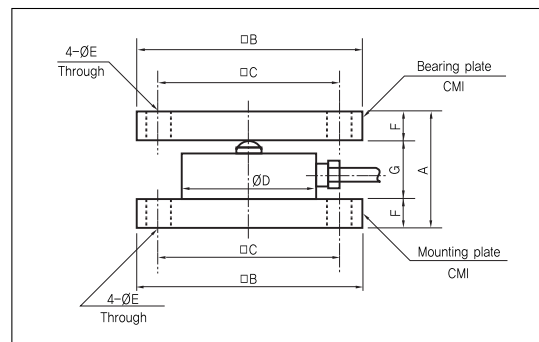 □B
4-ØE
Through
□C
Bearing plate
CMI
F
G
A
ØD
F
□C
Mounting plate
CMI
□B
4-ØE
Through